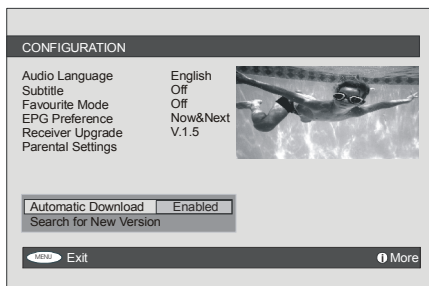 CONFIGURATION
Audio Language English
Subtitle Off
Favourite Mode Off
EPG Preference Now&Next
Receiver Upgrade V.1.5
Parental Settings
Automatic Download Enabled
Search for New Version
MENU Exit i More